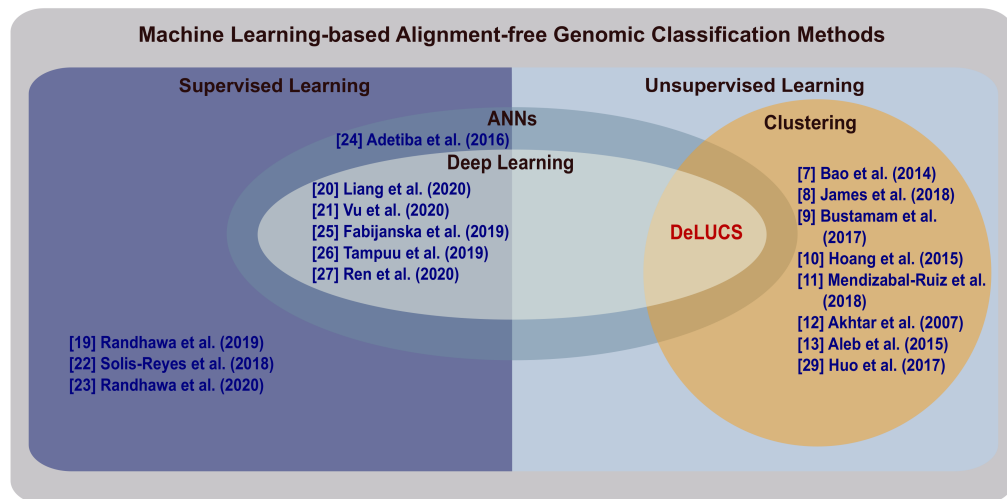 Machine Learning-based Alignment-free Genomic Classification Methods
Supervised Learning
Unsupervised Learning
ANNs
[24] Adetiba et al. (2016)
Deep Learning
[20] Liang et al. (2020)
[21] Vu et al. (2020)
[25] Fabijanska et al. (2019)
[26] Tampuu et al. (2019)
[27] Ren et al. (2020)
[19] Randhawa et al. (2019)
[22] Solis-Reyes et al. (2018)
[23] Randhawa et al. (2020)
DeLUCS
Clustering
[7] Bao et al. (2014)
[8] James et al. (2018)
[9] Bustamam et al.
(2017)
[10] Hoang et al. (2015)
[11] Mendizabal-Ruiz et al.
(2018)
[12] Akhtar et al. (2007)
[13] Aleb et al. (2015)
[29] Huo et al. (2017)